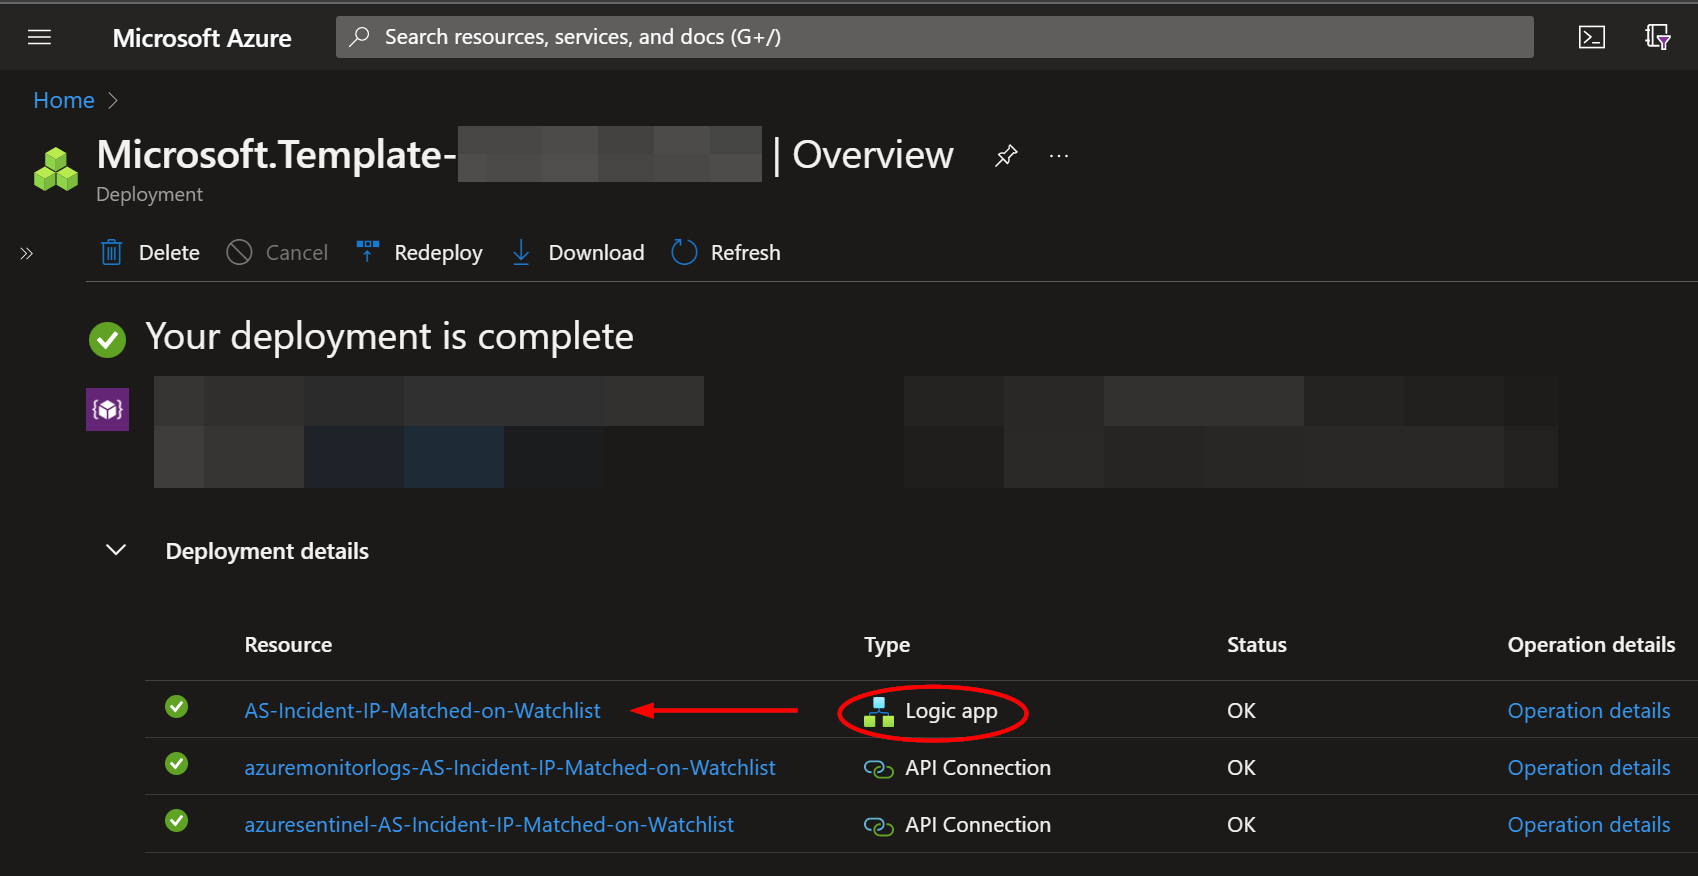 Microsoft Azure
Search resources, services, and docs (G+/)
Home
Microsoft.Template- | Overview
Deployment
Delete Cancel Redeploy Download Refresh
Your deployment is complete
Deployment details
Resource Type Status Operation details
AS-Incident-IP-Matched-on-Watchlist Logic app OK Operation details
azuremonitorlogs-AS-Incident-IP-Matched-on-Watchlist API Connection OK Operation details
azuresentinel-AS-Incident-IP-Matched-on-Watchlist API Connection OK Operation details